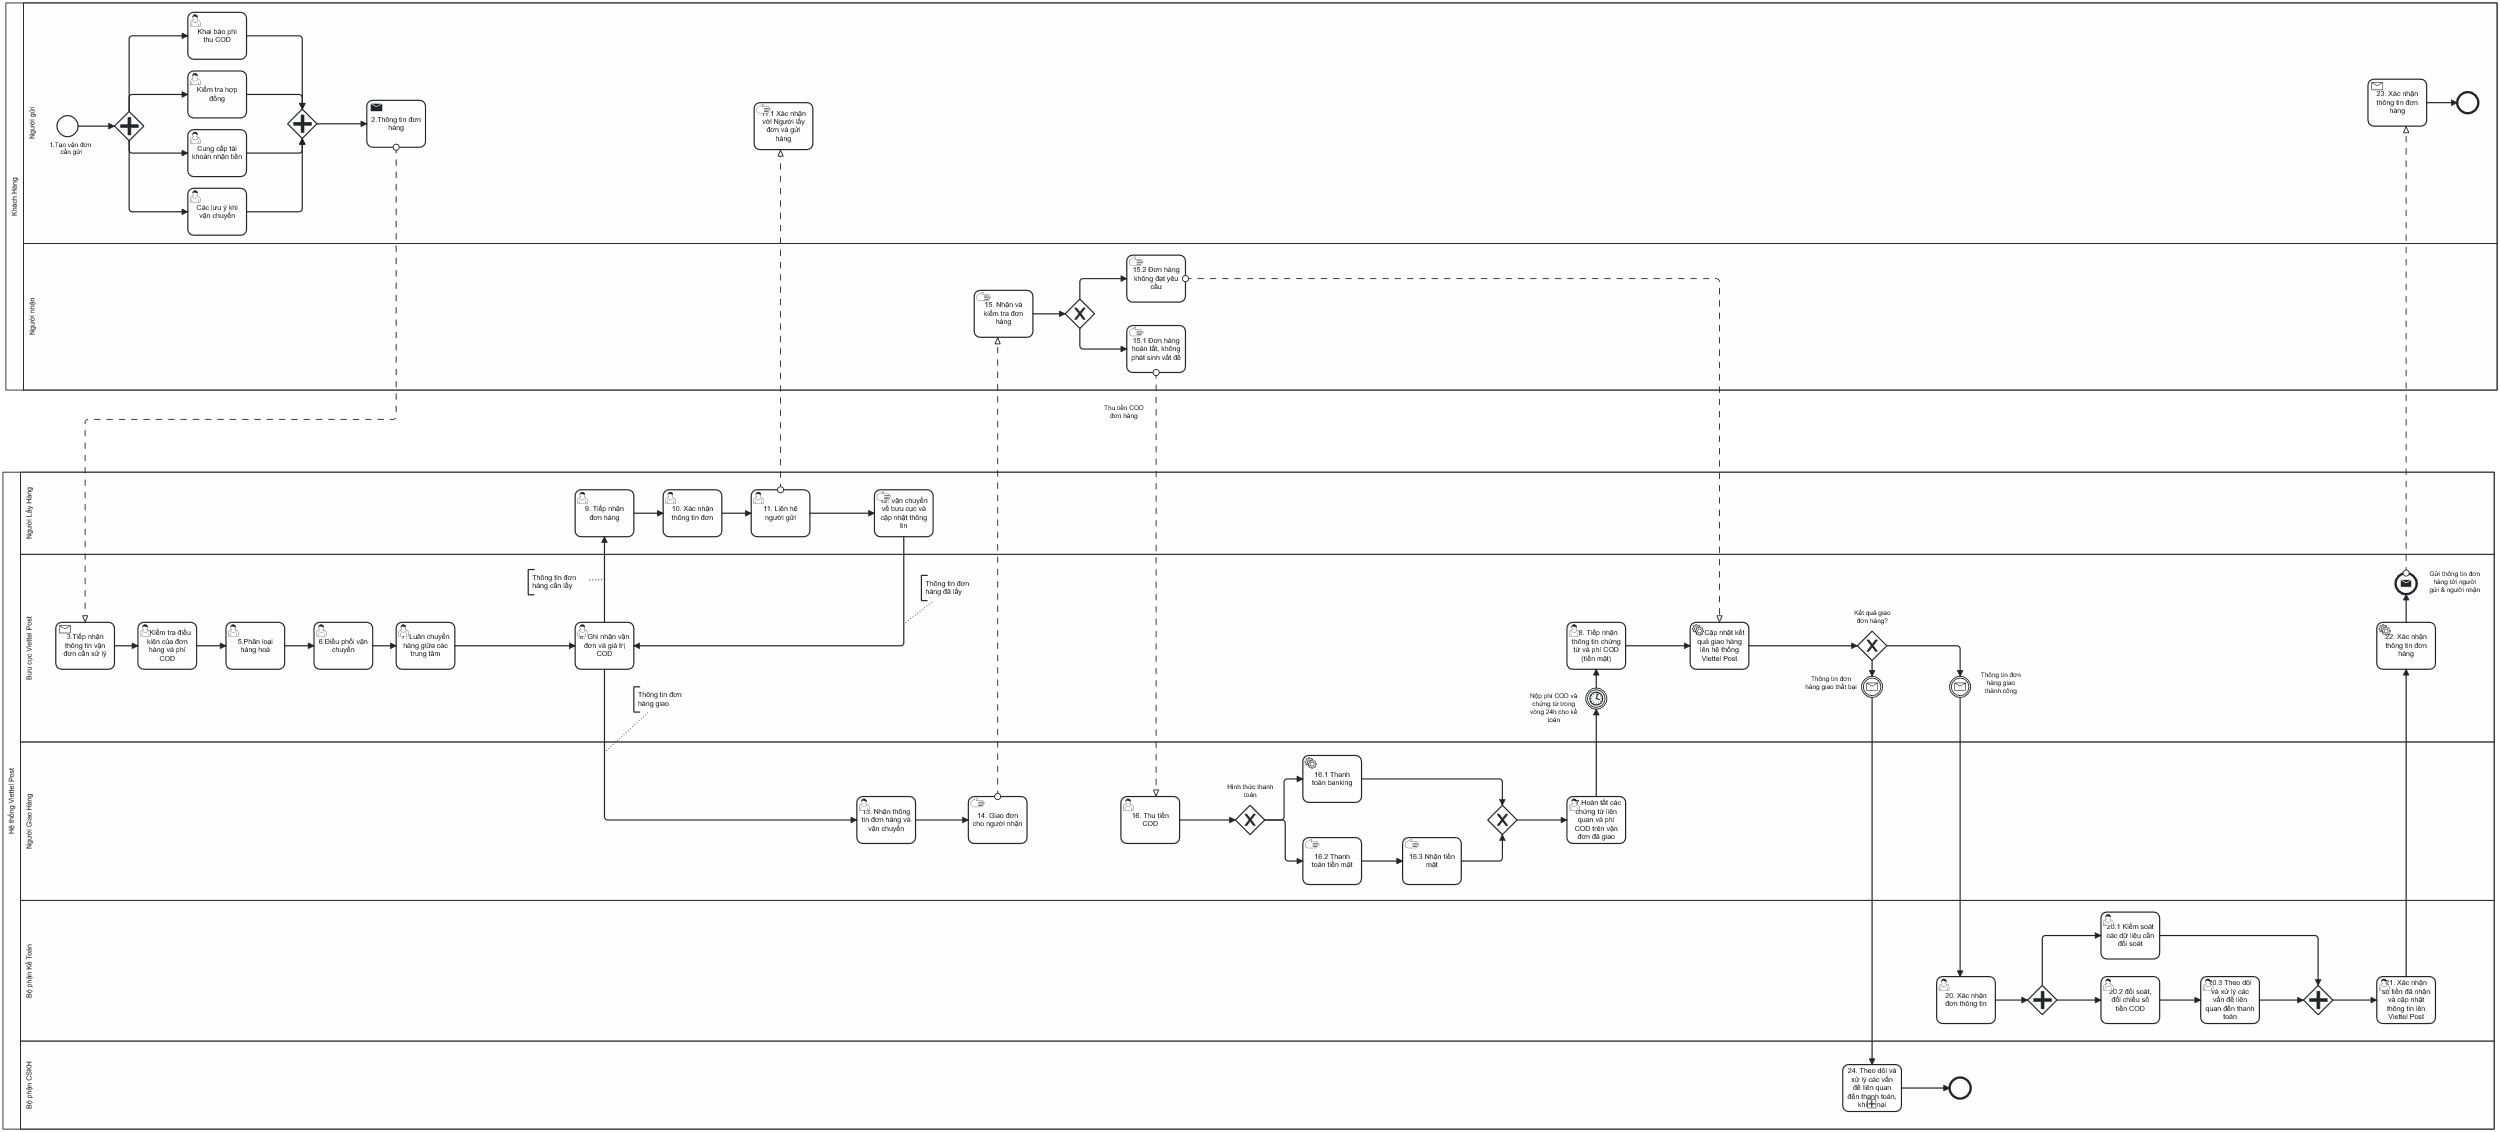 Khách Hàng
Người gửi
1.Tạo vận đơn
cần gửi
Khai báo phí
thu COD
Kiểm tra hợp
đồng
Cung cấp tài
khoản nhận tiền
Các lưu ý khi
vận chuyển
2.Thông tin đơn
hàng
11.1 Xác nhận
với Người lấy
đơn và gửi
hàng
23. Xác nhận
thông tin đơn
hàng
Người nhận
15. Nhận và
kiểm tra đơn
hàng
15.2 Đơn hàng
không đạt yêu
cầu
15.1 Đơn hàng
hoàn tất, không
phát sinh vất đề
Thu tiền COD
đơn hàng
Hệ thống Viettel Post
Người Lấy Hàng
9. Tiếp nhận
đơn hàng
10. Xác nhận
thông tin đơn
11. Liên hệ
người gửi
12. vận chuyển
về bưu cục và
cập nhật thông
tin
Bưu cục Viettel Post
Thông tin đơn
hàng cần lấy
Thông tin đơn
hàng đã lấy
3.Tiếp nhận
thông tin vận
đơn cần xử lý
Kiểm tra điều
kiện của đơn
hàng và phí
COD
5.Phân loại
hàng hoá
6.Điều phối vận
chuyển
Luân chuyển
hàng giữa các
trung tâm
Ghi nhận vận
đơn và giá trị
COD
Thông tin đơn
hàng giao
Nộp phí COD và
chứng từ trong
vòng 24h cho kế
toán
18. Tiếp nhận
thông tin chứng
từ và phí COD
(tiền mặt)
Cập nhật kết
quả giao hàng
lên hệ thống
Viettel Post
Kết quả giao
đơn hàng?
Thông tin đơn
hàng giao thất bại
Thông tin đơn
hàng giao
thành công
Gửi thông tin đơn
hàng tới người
gửi & người nhận
22. Xác nhận
thông tin đơn
hàng
Người Giao Hàng
13. Nhận thông
tin đơn hàng và
vận chuyển
14. Giao đơn
cho người nhận
16. Thu tiền
COD
Hình thức thanh
toán
16.1 Thanh
toán banking
16.2 Thanh
toán tiền mặt
16.3 Nhận tiền
mặt
Hoàn tất các
chứng từ liên
quan và phí
COD trên vận
đơn đã giao
Bộ phận Kế Toán
20. Xác nhận
đơn thông tin
20.1 Kiểm soát
các dữ liệu cần
đối soát
20.2 đối soát,
đối chiếu số
tiền COD
20.3 Theo dõi
và xử lý các
vấn đề liên
quan đến thanh
toán
21. Xác nhận
số tiền đã nhận
và cập nhật
thông tin lên
Viettel Post
Bộ phận CSKH
24. Theo dõi và
xử lý các vấn
đề liên quan
đến thanh toán,